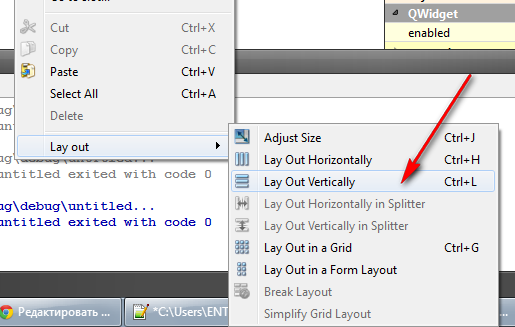 QWidget
enabled
Cut Ctrl+X
Copy Ctrl+C
Paste Ctrl+V
Select All Ctrl+A
Delete
Lay out
Adjust Size Ctrl+J
Lay Out Horizontally Ctrl+H
Lay Out Vertically Ctrl+L
Lay Out Horizontally in Splitter
Lay Out Vertically in Splitter
Lay Out in a Grid Ctrl+G
Lay Out in a Form Layout
Break Layout
Simplify Grid Layout
untitled exited with code 0
ug\debug\untitled...
untitled exited with code 0
Редактировать ...
*C:\Users\ENT